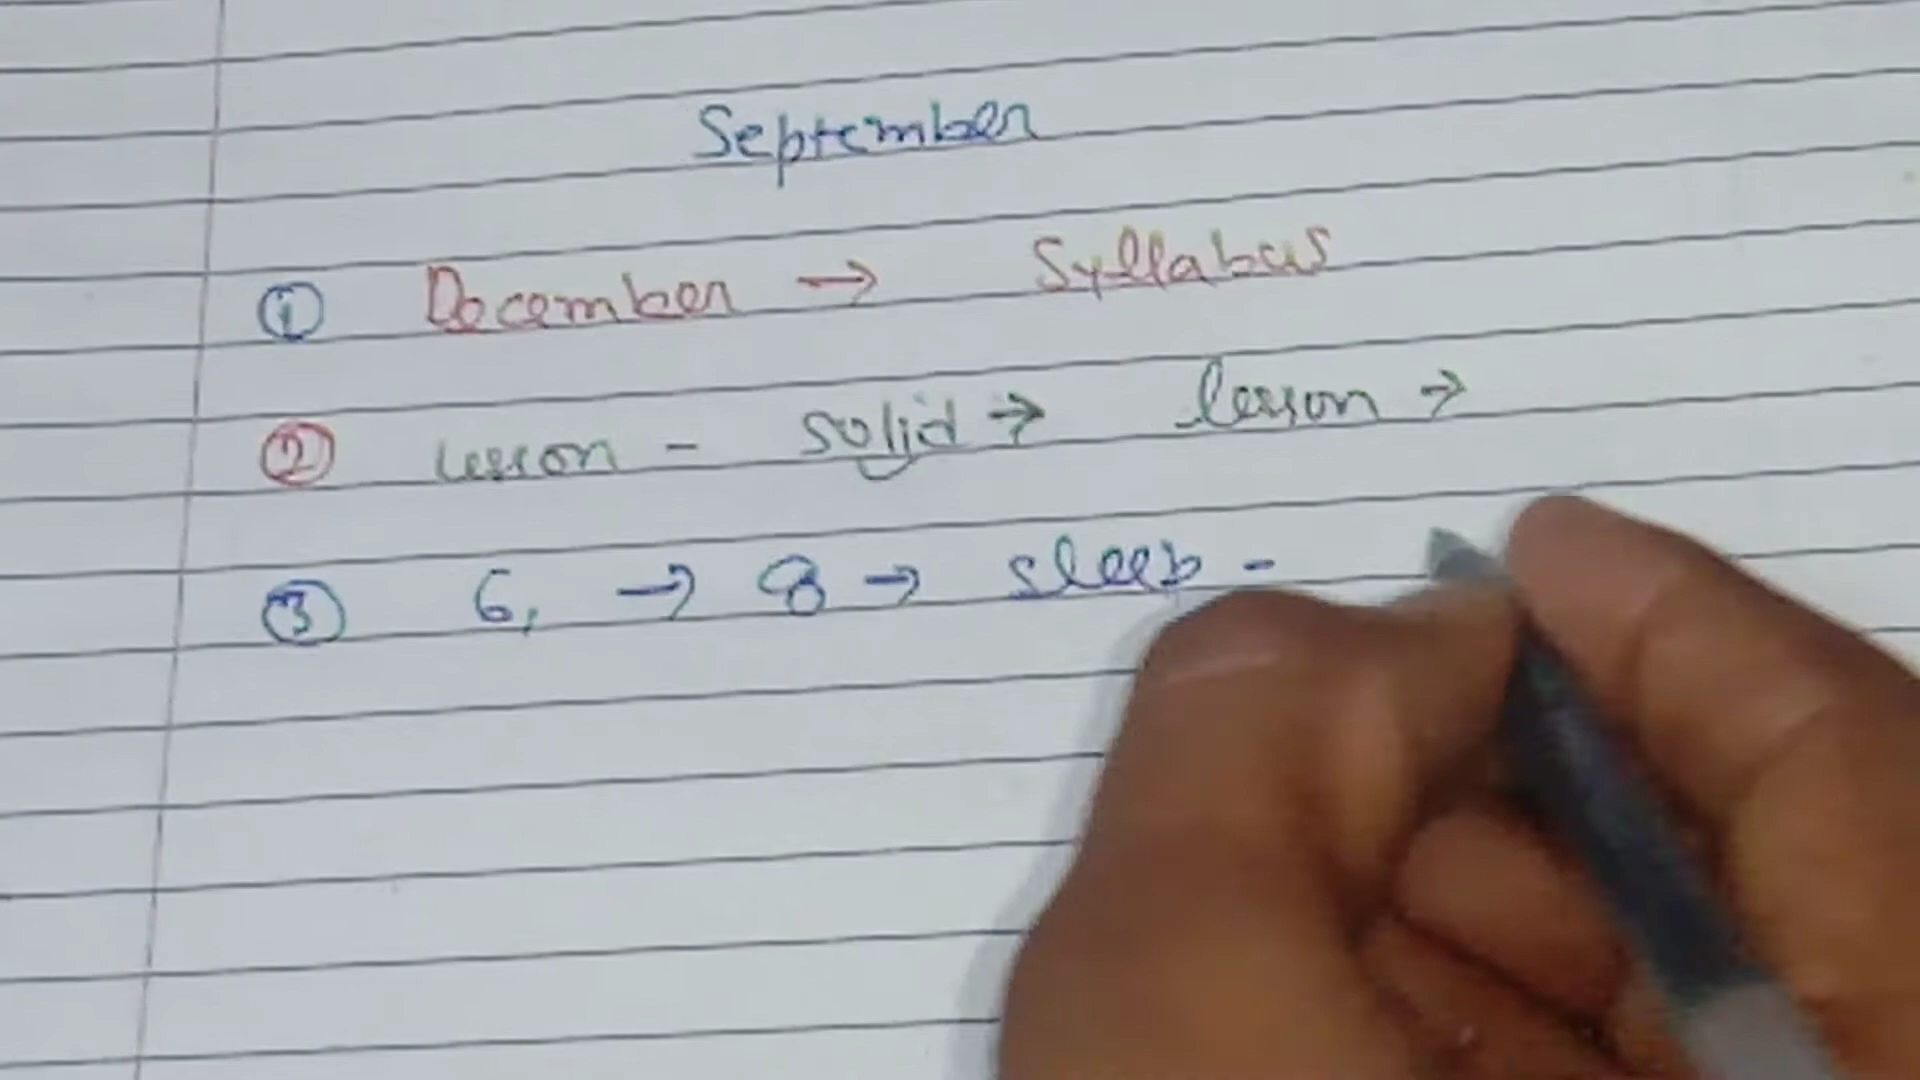 September
① December → Syllabus
② lesson - solid → lesson →
③ 6, → 8 → sleep -